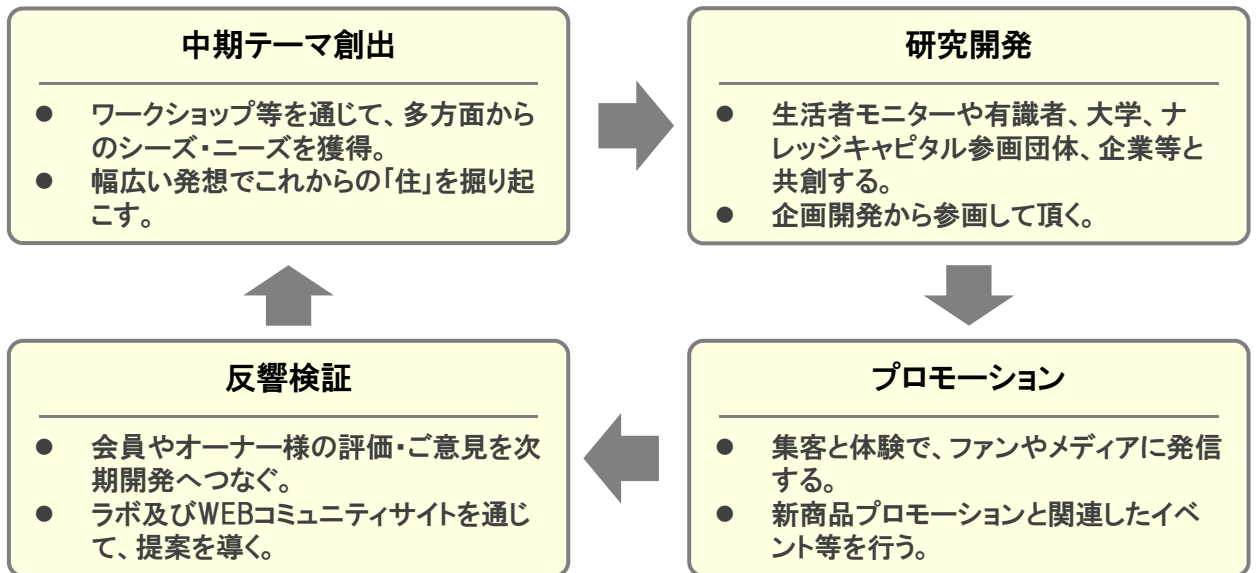 中期テーマ創出
● ワークショップ等を通じて、多方面から
のシーズ・ニーズを獲得。
● 幅広い発想でこれからの「住」を掘り起
こす。
研究開発
● 生活者モニターや有識者、大学、ナ
レッジキャピタル参画団体、企業等と
共創する。
● 企画開発から参画して頂く。
反響検証
● 会員やオーナー様の評価・ご意見を次
期開発へつなぐ。
● ラボ及びWEBコミュニティサイトを通じ
て、提案を導く。
プロモーション
● 集客と体験で、ファンやメディアに発信
する。
● 新商品プロモーションと関連したイベ
ント等を行う。